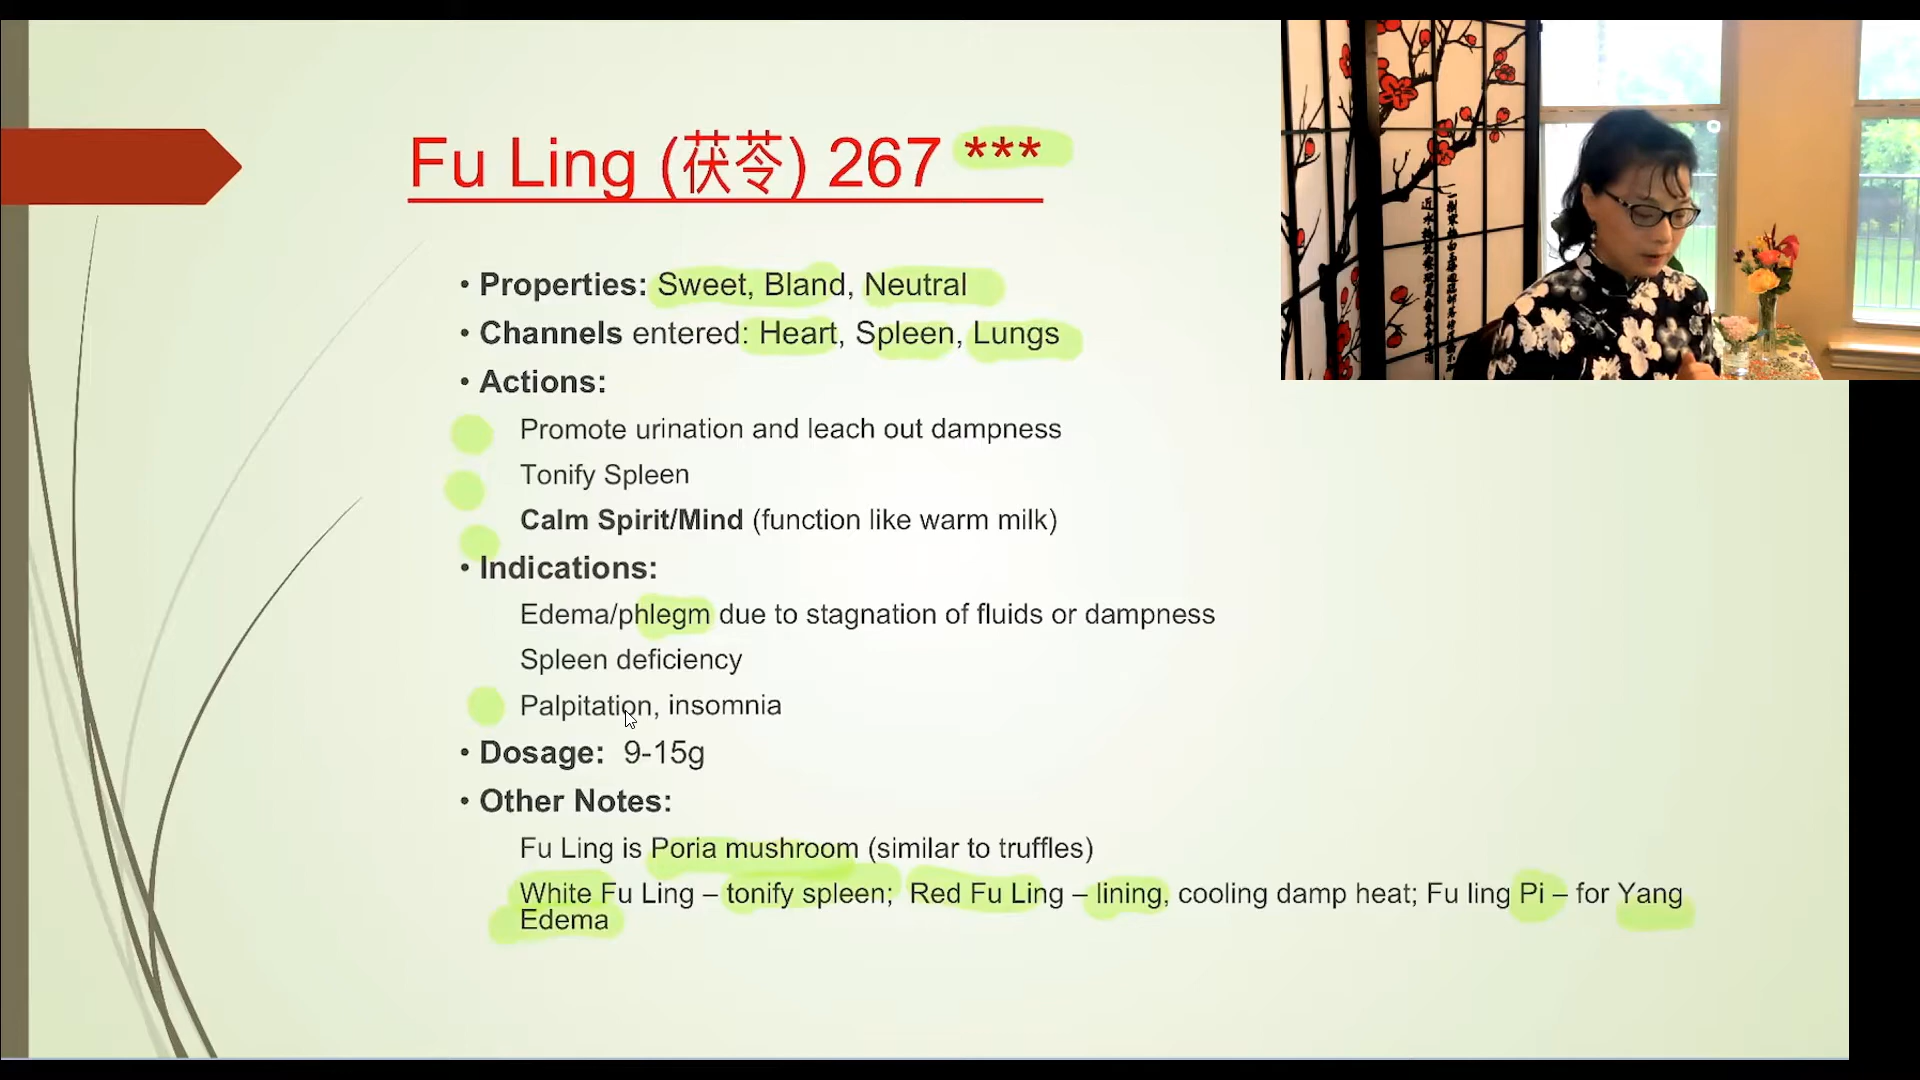 Fu Ling (茯苓) 267 ***
• Properties: Sweet, Bland, Neutral
• Channels entered: Heart, Spleen, Lungs
• Actions:
Promote urination and leach out dampness
Tonify Spleen
Calm Spirit/Mind (function like warm milk)
• Indications:
Edema/phlegm due to stagnation of fluids or dampness
Spleen deficiency
Palpitation, insomnia
• Dosage: 9-15g
• Other Notes:
Fu Ling is Poria mushroom (similar to truffles)
White Fu Ling – tonify spleen; Red Fu Ling – lining, cooling damp heat; Fu ling Pi – for Yang
Edema